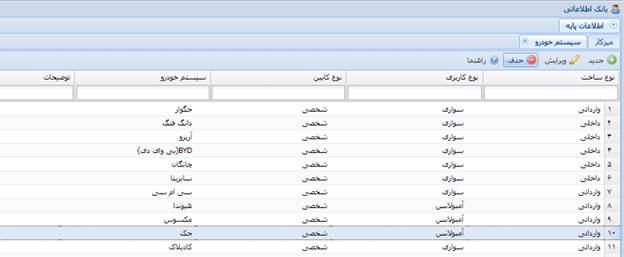 بانک اطلاعاتی
اطلاعات پایه
میزکار سیستم خودرو
جدید ویرایش حذف راهنما
نوع ساخت نوع کاربری نوع کابین سیستم خودرو توضیحات
۱ وارداتی سواری شخصی جگوار
۲ داخلی سواری شخصی دانگ فنگ
۳ داخلی سواری شخصی آریزو
۴ داخلی سواری شخصی BYD(بی وای دی)
۵ داخلی سواری شخصی چانگان
۶ داخلی سواری شخصی سابرینا
۷ وارداتی سواری شخصی سی ام سی
۸ وارداتی آمبولانس شخصی هیوندا
۹ وارداتی آمبولانس شخصی مکسوس
۱۰ وارداتی آمبولانس شخصی جک
۱۱ وارداتی سواری شخصی کادیلاک